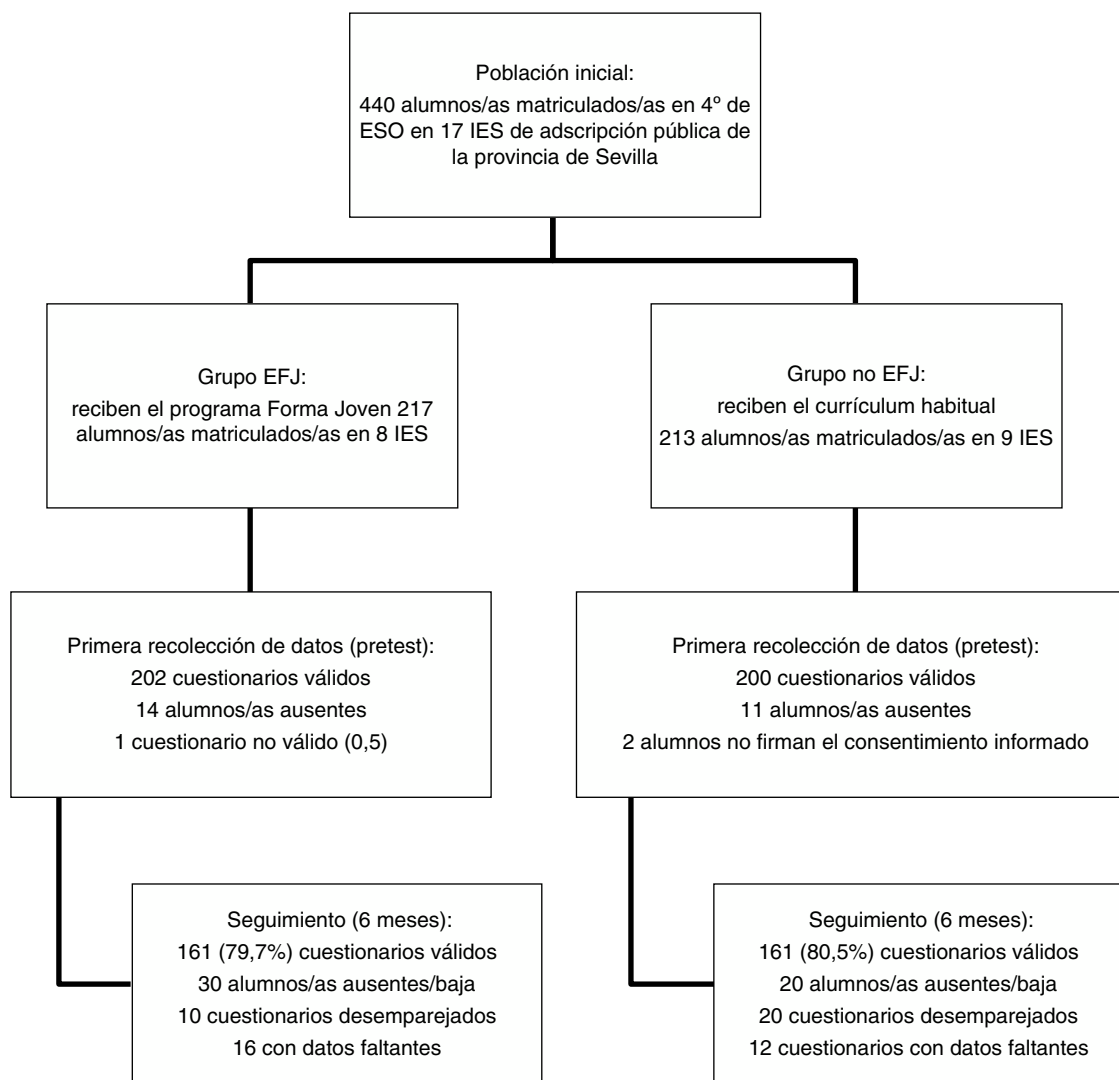 Población inicial:
440 alumnos/as matriculados/as en 4º de
ESO en 17 IES de adscripción pública de
la provincia de Sevilla
Grupo EFJ:
reciben el programa Forma Joven 217
alumnos/as matriculados/as en 8 IES
Grupo no EFJ:
reciben el currículum habitual
213 alumnos/as matriculados/as en 9 IES
Primera recolección de datos (pretest):
202 cuestionarios válidos
14 alumnos/as ausentes
1 cuestionario no válido (0,5)
Primera recolección de datos (pretest):
200 cuestionarios válidos
11 alumnos/as ausentes
2 alumnos no firman el consentimiento informado
Seguimiento (6 meses):
161 (79,7%) cuestionarios válidos
30 alumnos/as ausentes/baja
10 cuestionarios desemparejados
16 con datos faltantes
Seguimiento (6 meses):
161 (80,5%) cuestionarios válidos
20 alumnos/as ausentes/baja
20 cuestionarios desemparejados
12 cuestionarios con datos faltantes